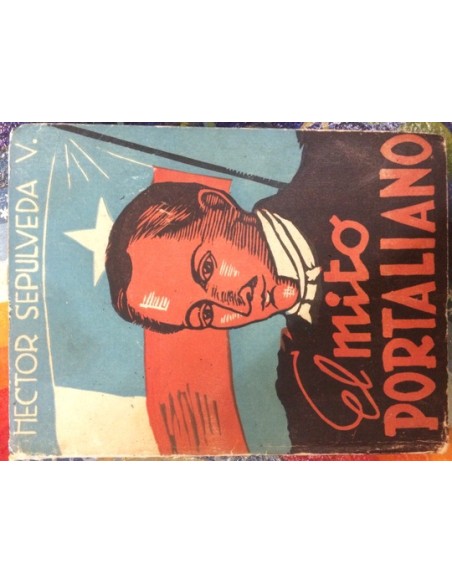 HECTOR SEPULVEDA V.
El mito
PORTALIANO